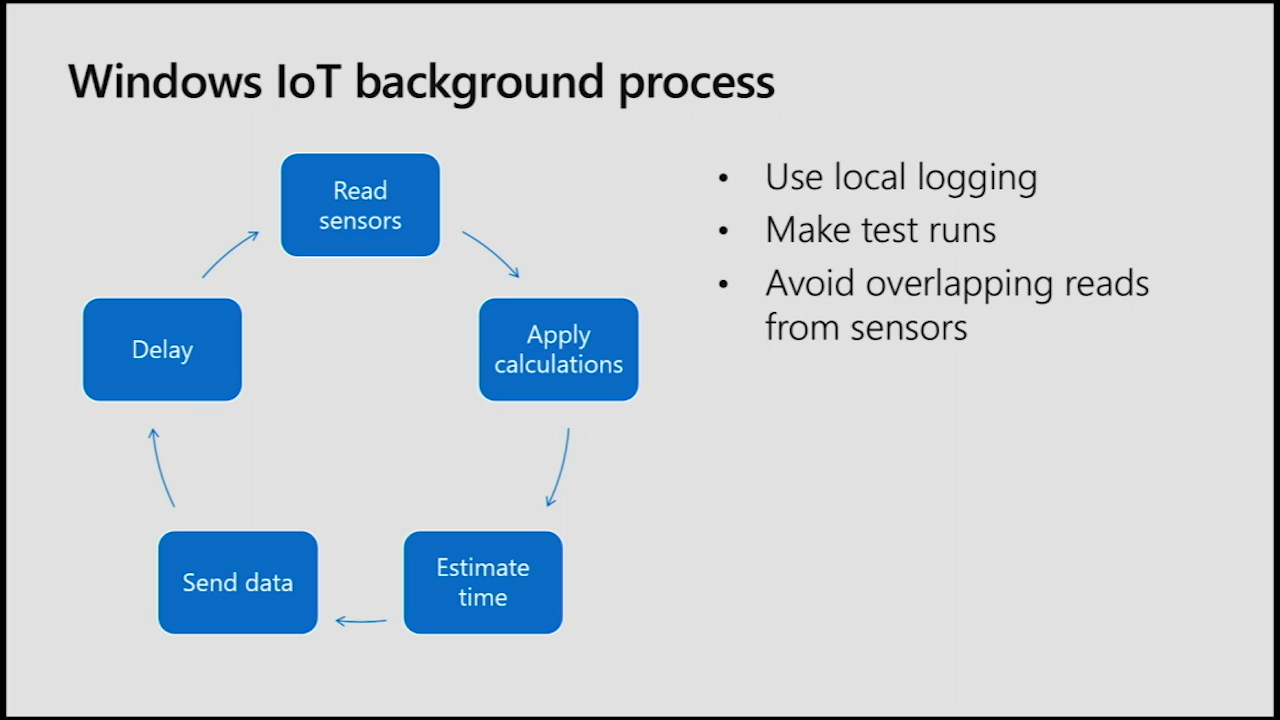 Windows IoT background process
Read
sensors
Apply
calculations
Estimate
time
Send data
Delay
• Use local logging
• Make test runs
• Avoid overlapping reads
from sensors